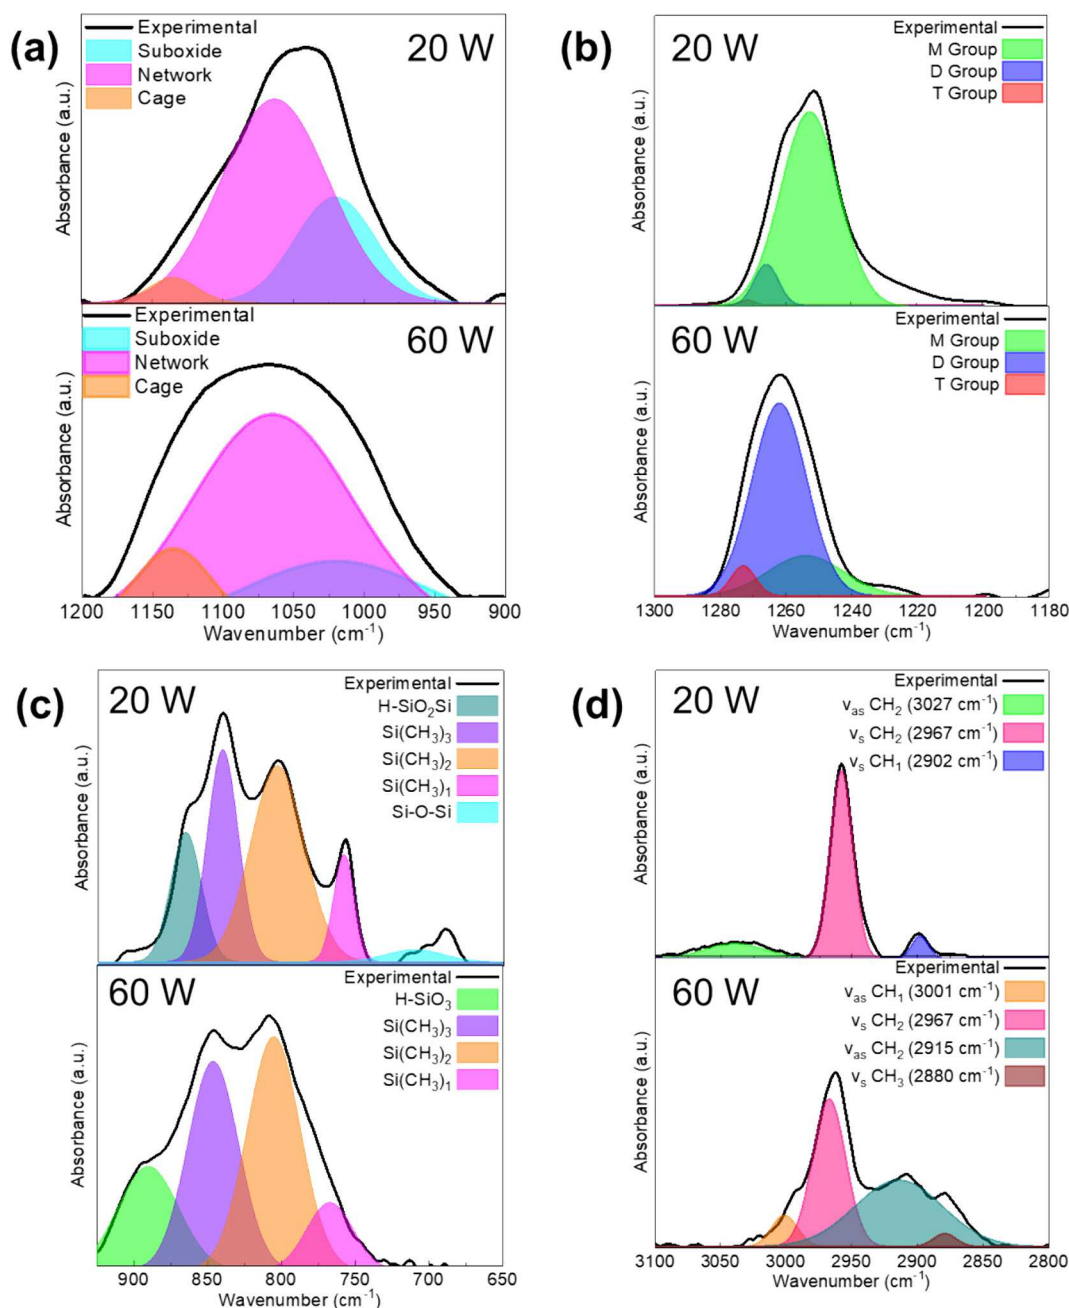 (a)
20 W
Experimental
Suboxide
Network
Cage
Absorbance (a.u.)
60 W
Experimental
Suboxide
Network
Cage
Absorbance (a.u.)
1200 1150 1100 1050 1000 950 900
Wavenumber (cm⁻¹)
(b)
20 W
Experimental
M Group
D Group
T Group
Absorbance (a.u.)
60 W
Experimental
M Group
D Group
T Group
Absorbance (a.u.)
1300 1280 1260 1240 1220 1200 1180
Wavenumber (cm⁻¹)
(c)
20 W
Experimental
H-SiO₂Si
Si(CH₃)₃
Si(CH₃)₂
Si(CH₃)₁
Si-O-Si
Absorbance (a.u.)
60 W
Experimental
H-SiO₃
Si(CH₃)₃
Si(CH₃)₂
Si(CH₃)₁
Absorbance (a.u.)
900 850 800 750 700 650
Wavenumber (cm⁻¹)
(d)
20 W
Experimental
vₐₛ CH₂ (3027 cm⁻¹)
vₛ CH₂ (2967 cm⁻¹)
vₛ CH₁ (2902 cm⁻¹)
Absorbance (a.u.)
60 W
Experimental
vₐₛ CH₁ (3001 cm⁻¹)
vₛ CH₂ (2967 cm⁻¹)
vₐₛ CH₂ (2915 cm⁻¹)
vₛ CH₃ (2880 cm⁻¹)
Absorbance (a.u.)
3100 3050 3000 2950 2900 2850 2800
Wavenumber (cm⁻¹)